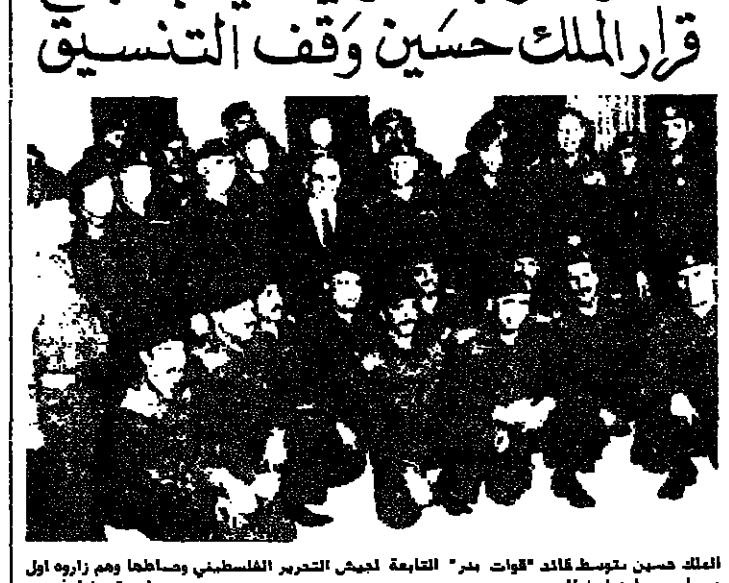 قرار الملك حسين وقف التنسيق
الملك حسين يتوسط قائد "قوات بدر" التابعة لجيش التحرير الفلسطيني وضباطها وهم زاروه اول